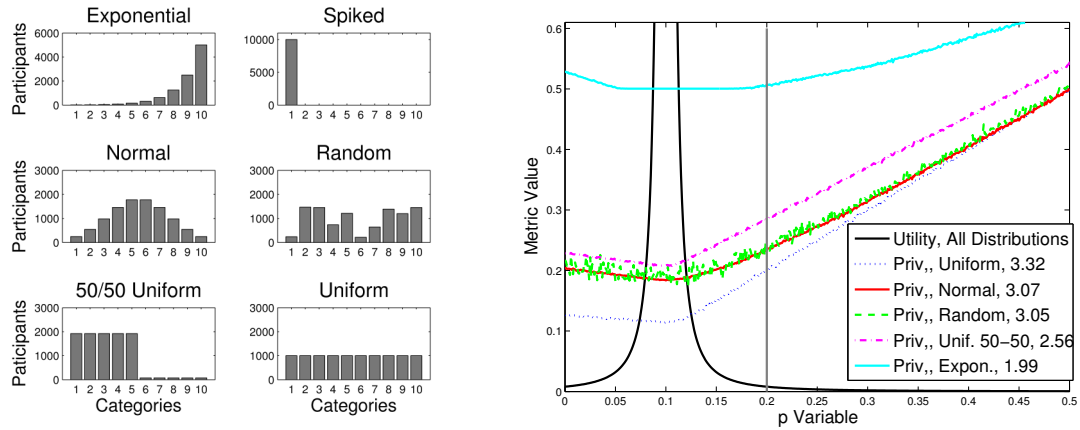 Exponential
Participants
6000
4000
2000
0
1 2 3 4 5 6 7 8 9 10
Spiked
10000
5000
0
1 2 3 4 5 6 7 8 9 10
Normal
Participants
3000
2000
1000
0
1 2 3 4 5 6 7 8 9 10
Random
3000
2000
1000
0
1 2 3 4 5 6 7 8 9 10
50/50 Uniform
Paticipants
3000
2000
1000
0
1 2 3 4 5 6 7 8 9 10
Categories
Uniform
3000
2000
1000
0
1 2 3 4 5 6 7 8 9 10
Categories
Metric Value
0.6
0.5
0.4
0.3
0.2
0.1
0
Utility, All Distributions
Priv,, Uniform, 3.32
Priv,, Normal, 3.07
Priv,, Random, 3.05
Priv,, Unif. 50−50, 2.56
Priv,, Expon., 1.99
0 0.05 0.1 0.15 0.2 0.25 0.3 0.35 0.4 0.45 0.5
p Variable